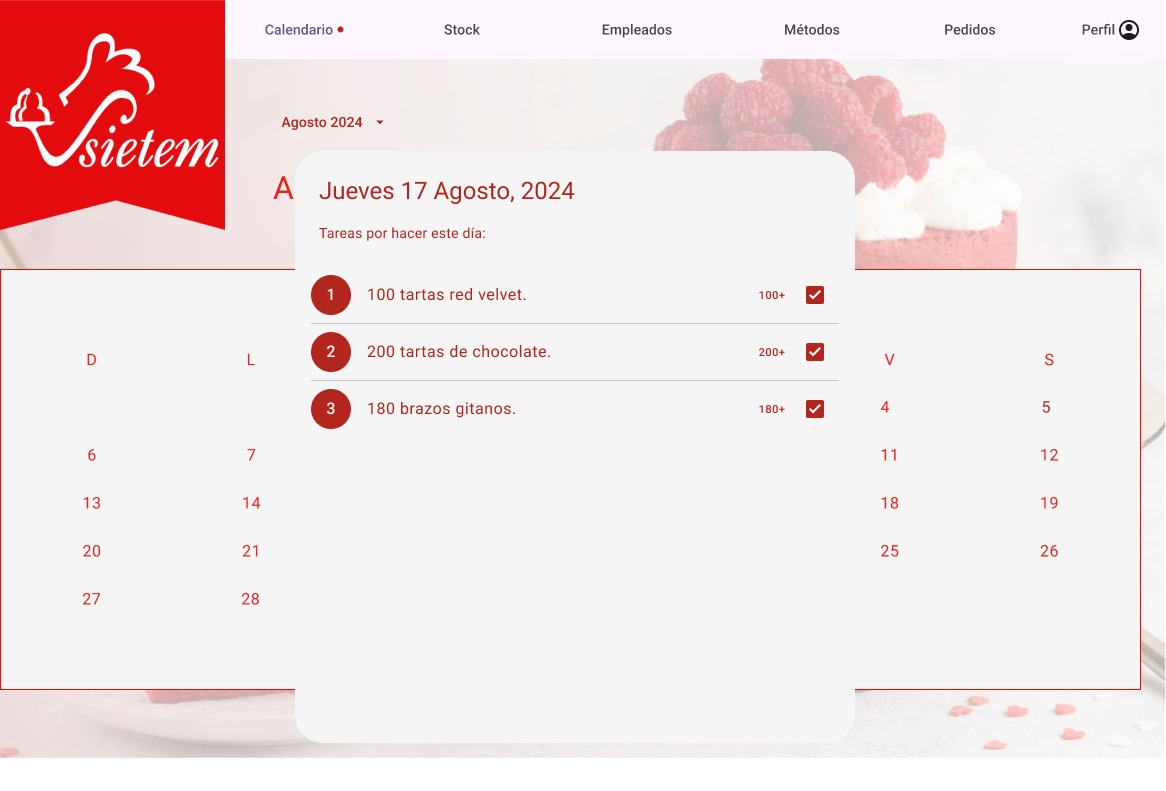 Calendario Stock Empleados Métodos Pedidos Perfil
sietem
Agosto 2024
A
Jueves 17 Agosto, 2024
Tareas por hacer este día:
1 100 tartas red velvet. 100+
2 200 tartas de chocolate. 200+
3 180 brazos gitanos. 180+
D L V S
4 5
6 7 11 12
13 14 18 19
20 21 25 26
27 28